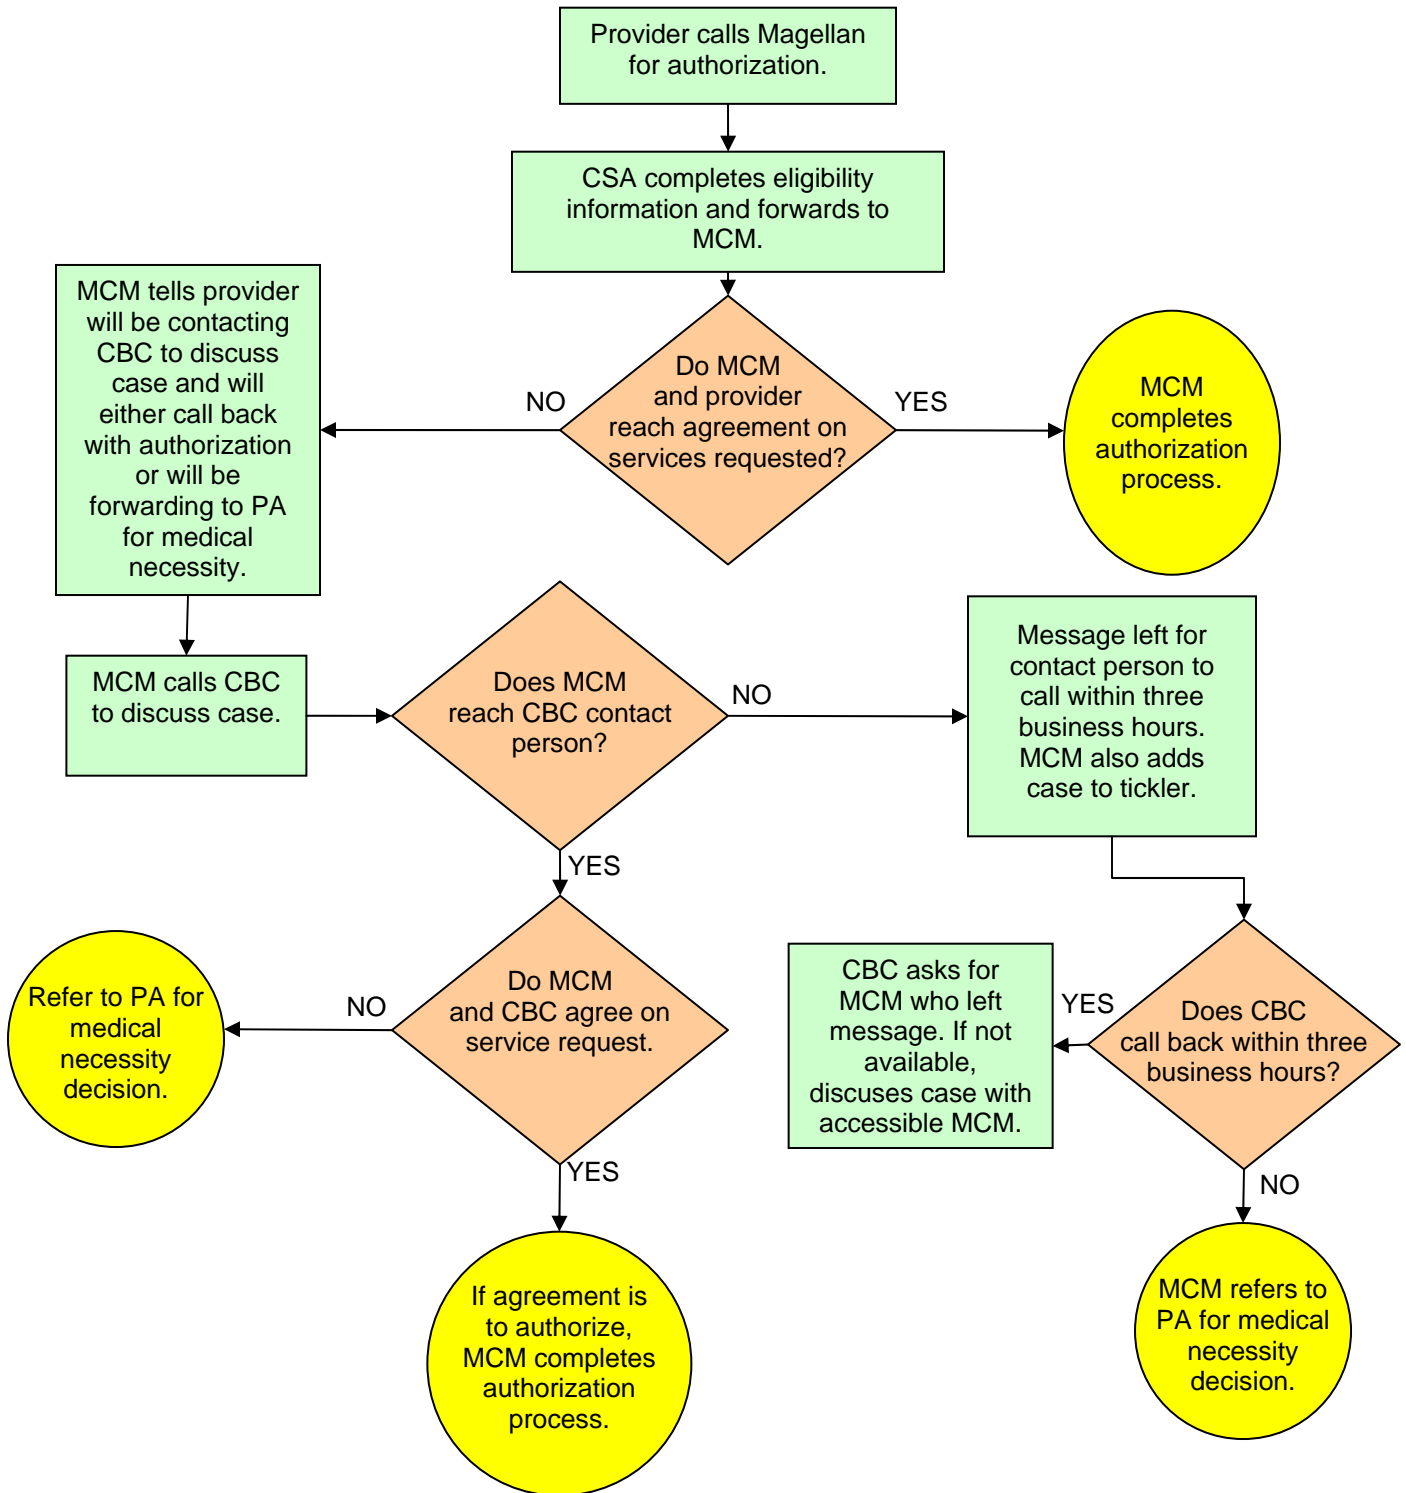 Provider calls Magellan
for authorization.
CSA completes eligibility
information and forwards to
MCM.
MCM tells provider
will be contacting
CBC to discuss
case and will
either call back
with authorization
or will be
forwarding to PA
for medical
necessity.
NO
Do MCM
and provider
reach agreement on
services requested?
YES
MCM
completes
authorization
process.
MCM calls CBC
to discuss case.
Does MCM
reach CBC contact
person?
NO
Message left for
contact person to
call within three
business hours.
MCM also adds
case to tickler.
YES
Refer to PA for
medical
necessity
decision.
NO
Do MCM
and CBC agree on
service request.
CBC asks for
MCM who left
message. If not
available,
discuses case with
accessible MCM.
YES
Does CBC
call back within three
business hours?
YES
NO
If agreement is
to authorize,
MCM completes
authorization
process.
MCM refers to
PA for medical
necessity
decision.